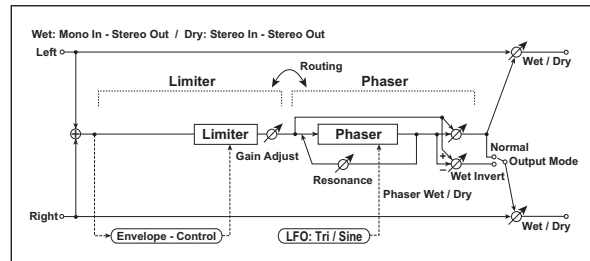 Wet: Mono In - Stereo Out / Dry: Stereo In - Stereo Out
Left
Wet / Dry
Routing
Limiter
Phaser
Limiter
Phaser
Gain Adjust
Resonance
+
−
Wet Invert
Normal
Output Mode
Phaser Wet / Dry
Right
Wet / Dry
Envelope - Control
LFO: Tri / Sine